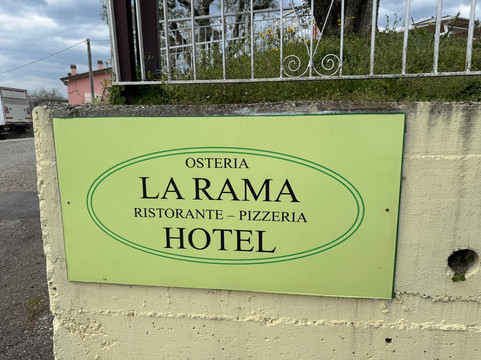 OSTERIA
LA RAMA
RISTORANTE – PIZZERIA
HOTEL